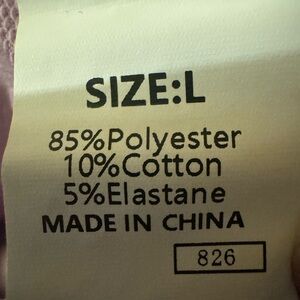 SIZE:L
85%Polyester
10%Cotton
5%Elastane
MADE IN CHINA
826